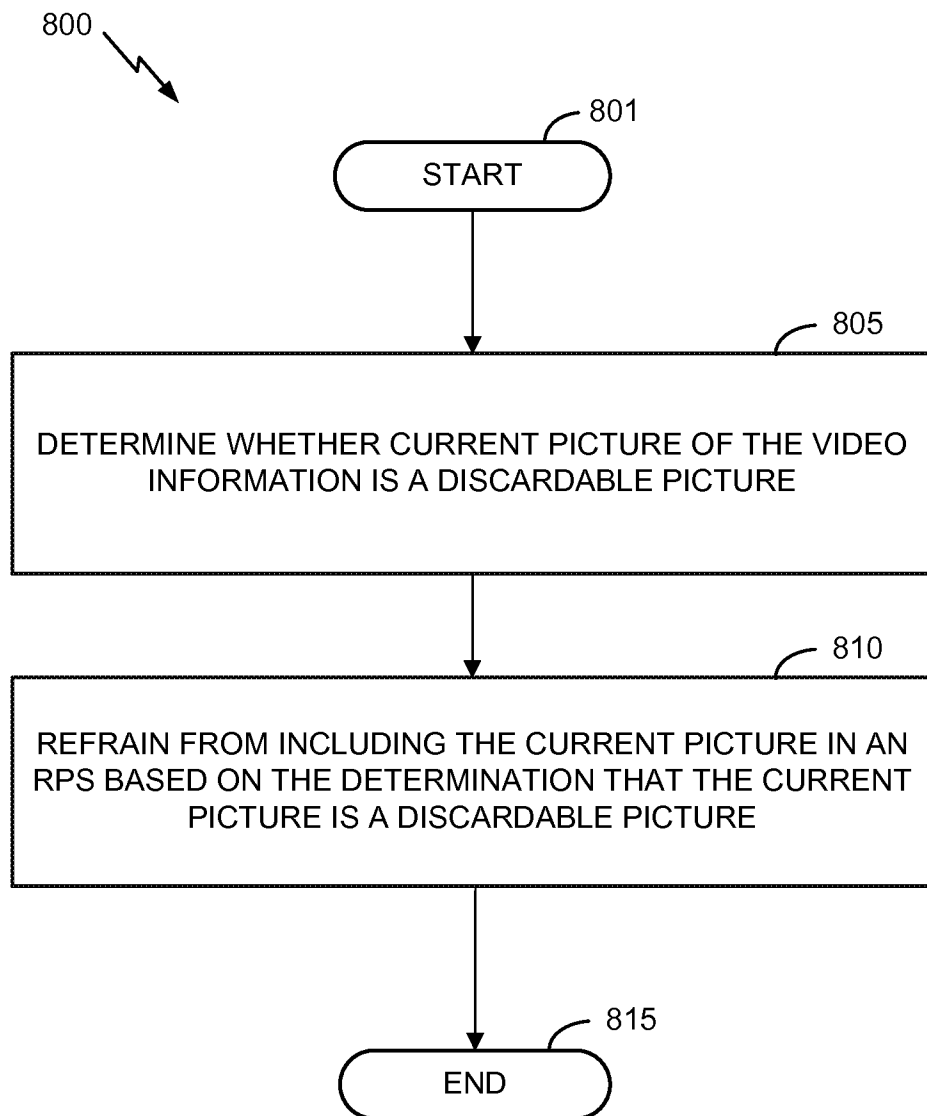 800
801
START
805
DETERMINE WHETHER CURRENT PICTURE OF THE VIDEO
INFORMATION IS A DISCARDABLE PICTURE
810
REFRAIN FROM INCLUDING THE CURRENT PICTURE IN AN
RPS BASED ON THE DETERMINATION THAT THE CURRENT
PICTURE IS A DISCARDABLE PICTURE
815
END